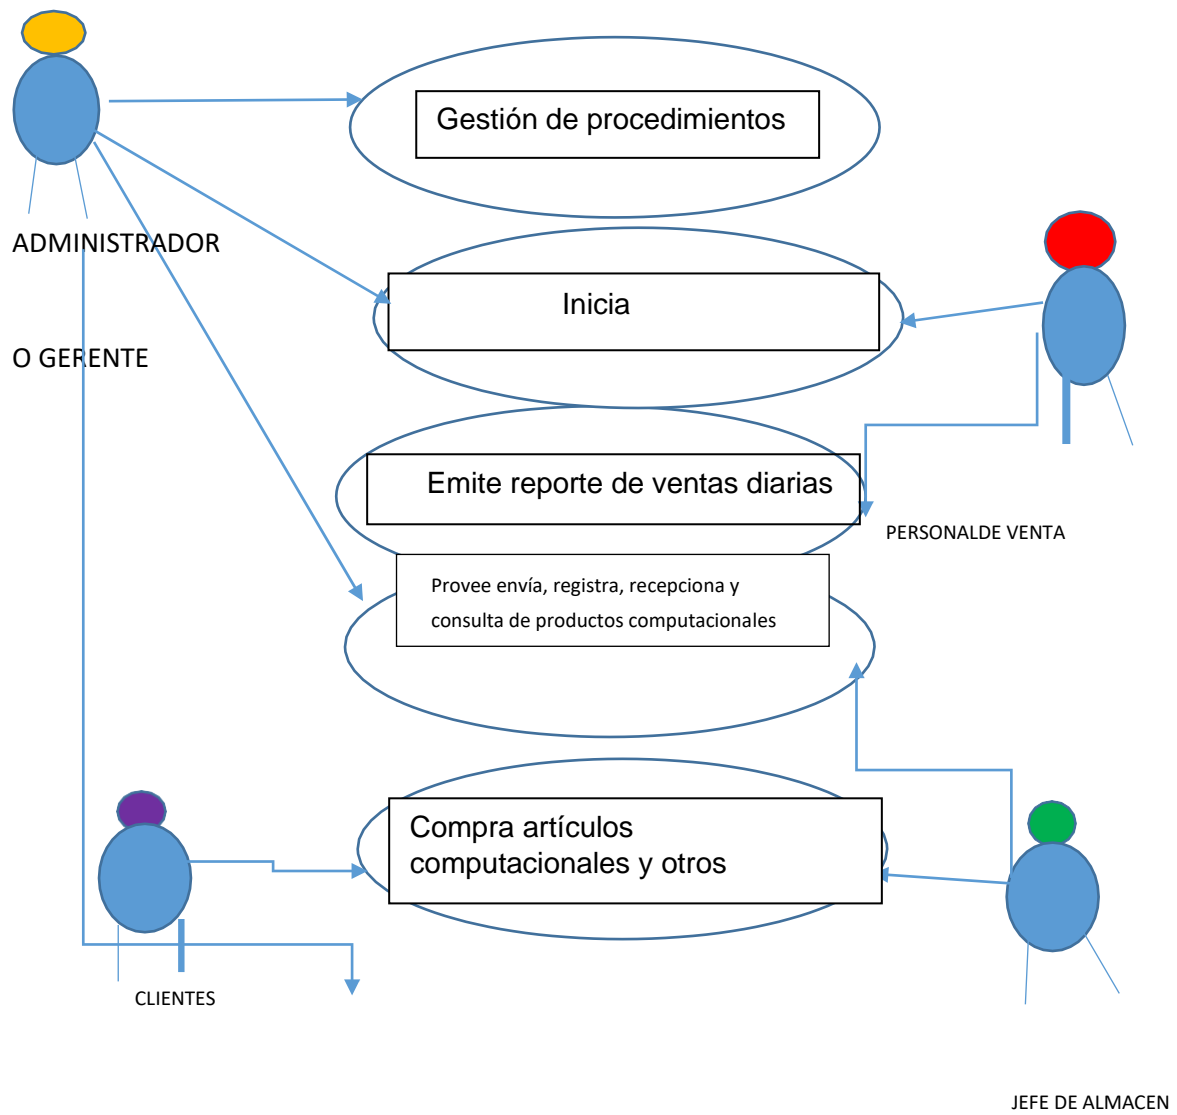 Gestión de procedimientos
ADMINISTRADOR
Inicia
O GERENTE
Emite reporte de ventas diarias
PERSONALDE VENTA
Provee envía, registra, recepciona y
consulta de productos computacionales
Compra artículos
computacionales y otros
CLIENTES
JEFE DE ALMACEN